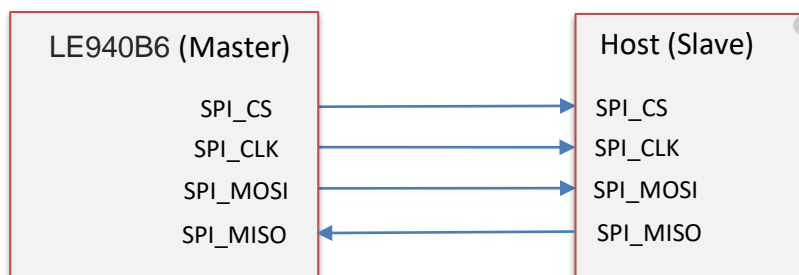 LE940B6 (Master)
Host (Slave)
SPI_CS
SPI_CS
SPI_CLK
SPI_CLK
SPI_MOSI
SPI_MOSI
SPI_MISO
SPI_MISO